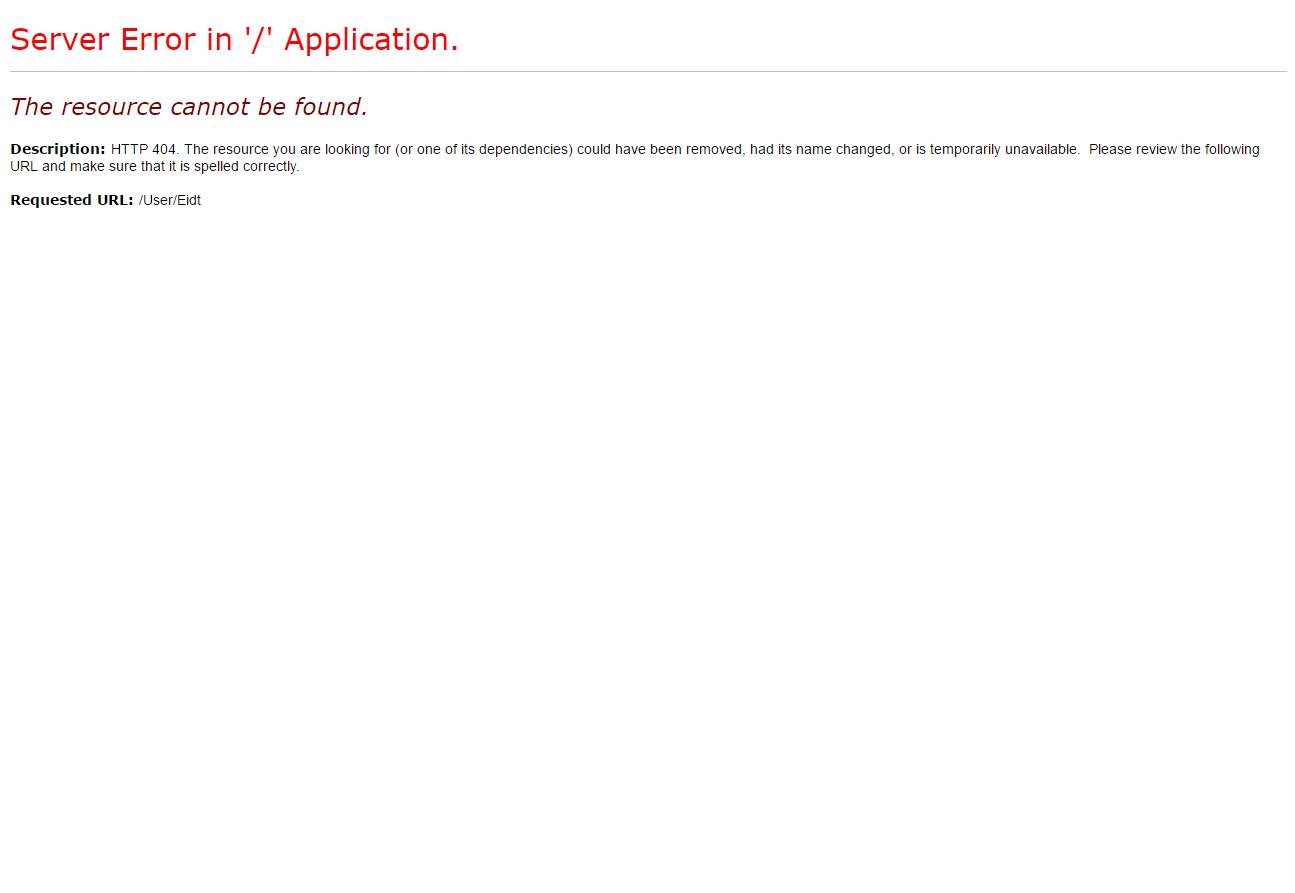 Server Error in '/' Application.
The resource cannot be found.
Description: HTTP 404. The resource you are looking for (or one of its dependencies) could have been removed, had its name changed, or is temporarily unavailable.  Please review the following
URL and make sure that it is spelled correctly.
Requested URL: /User/Eidt